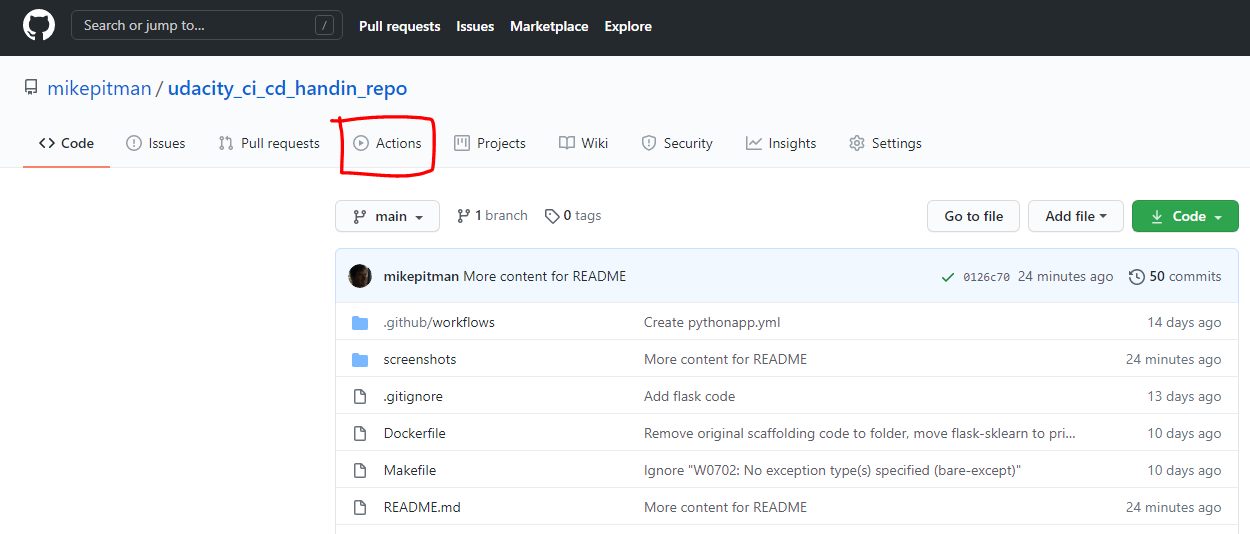 Search or jump to... / Pull requests Issues Marketplace Explore
mikepitman / udacity_ci_cd_handin_repo
<> Code Issues Pull requests Actions Projects Wiki Security Insights Settings
main 1 branch 0 tags Go to file Add file Code
mikepitman More content for README 0126c70 24 minutes ago 50 commits
.github/workflows Create pythonapp.yml 14 days ago
screenshots More content for README 24 minutes ago
.gitignore Add flask code 13 days ago
Dockerfile Remove original scaffolding code to folder, move flask-sklearn to pri... 10 days ago
Makefile Ignore "W0702: No exception type(s) specified (bare-except)" 10 days ago
README.md More content for README 24 minutes ago